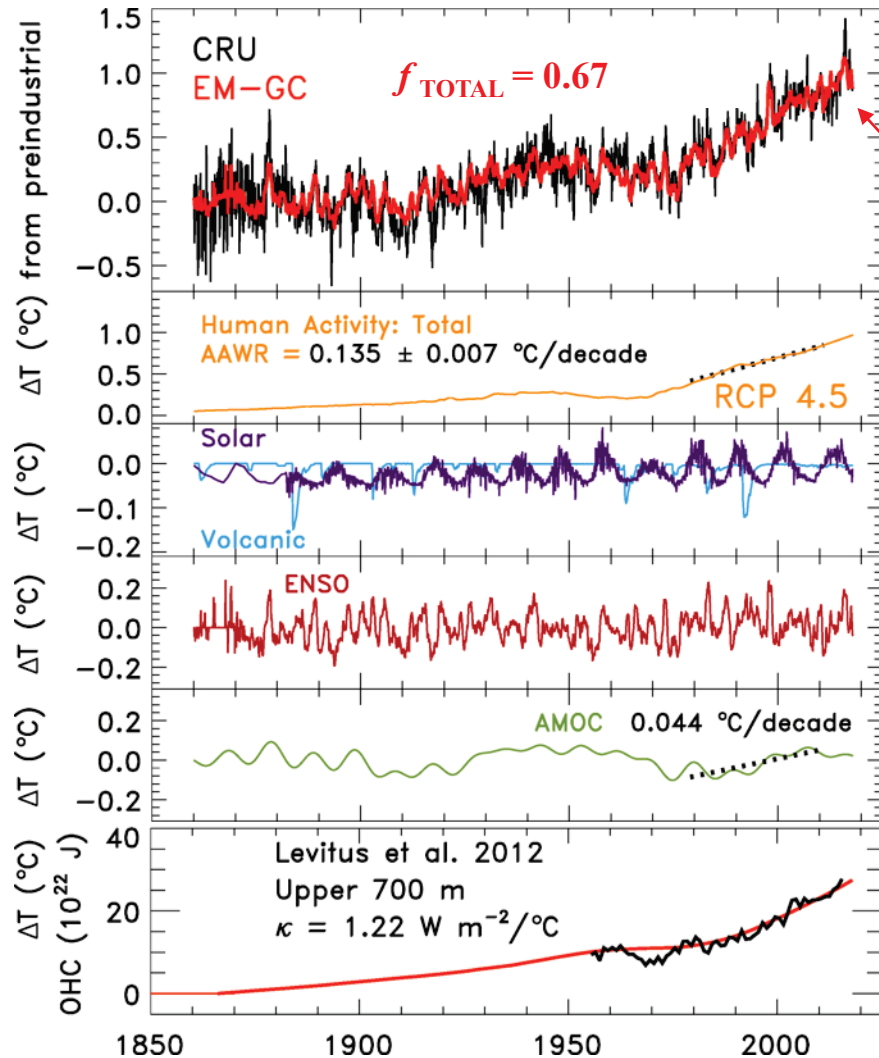 ΔT (°C) from preindustrial
1.5
1.0
0.5
0.0
−0.5
CRU
EM−GC
f TOTAL = 0.67
ΔT (°C)
1.0
0.5
0.0
Human Activity: Total
AAWR = 0.135 ± 0.007 °C/decade
RCP 4.5
ΔT (°C)
0.0
−0.1
−0.2
Solar
Volcanic
ΔT (°C)
0.2
0.0
−0.2
ENSO
ΔT (°C)
0.2
0.0
−0.2
AMOC 0.044 °C/decade
ΔT (°C)
OHC (10²² J)
40
20
0
Levitus et al. 2012
Upper 700 m
κ = 1.22 W m⁻²/°C
1850 1900 1950 2000